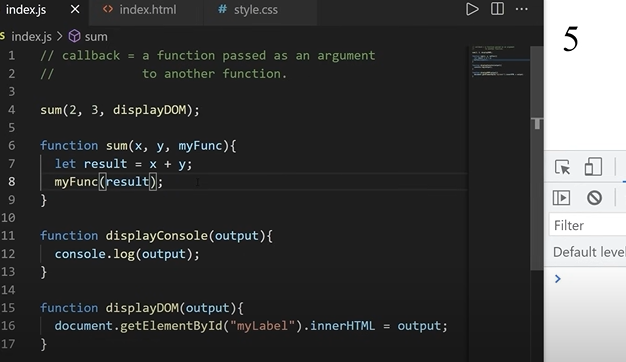 index.js
index.html
style.css
index.js > sum
1 // callback = a function passed as an argument
2 //            to another function.
3
4 sum(2, 3, displayDOM);
5
6 function sum(x, y, myFunc){
7   let result = x + y;
8   myFunc(result);
9 }
10
11 function displayConsole(output){
12   console.log(output);
13 }
14
15 function displayDOM(output){
16   document.getElementById("myLabel").innerHTML = output;
17 }
5
Filter
Default leve